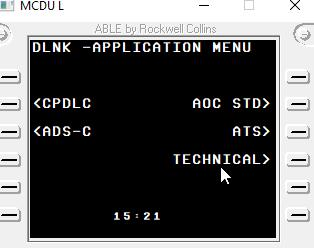 MCDU L
ABLE by Rockwell Collins
DLNK -APPLICATION MENU
<CPDLC AOC STD>
<ADS-C ATS>
TECHNICAL>
15:21